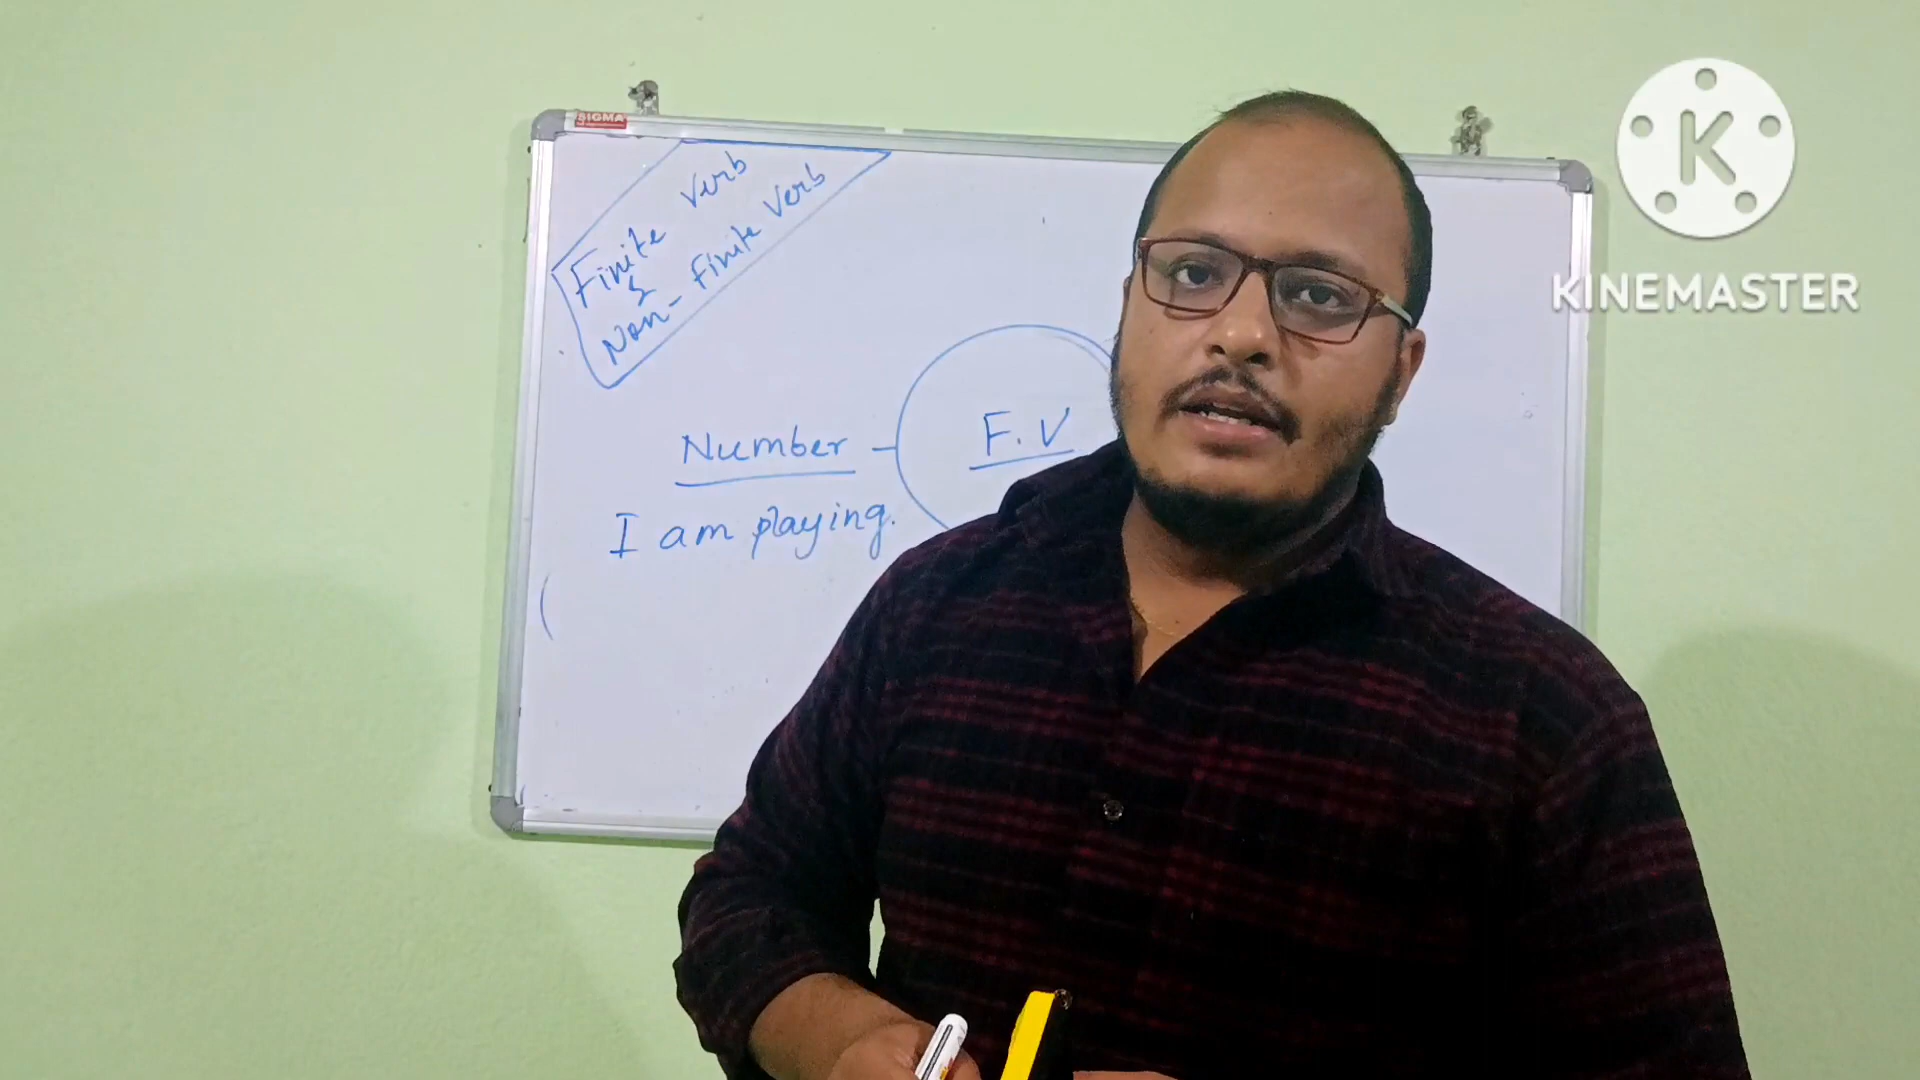 SIGMA
Finite Verb
&
Non-Finite Verb
Number
F.V
I am playing.
K
KINEMASTER